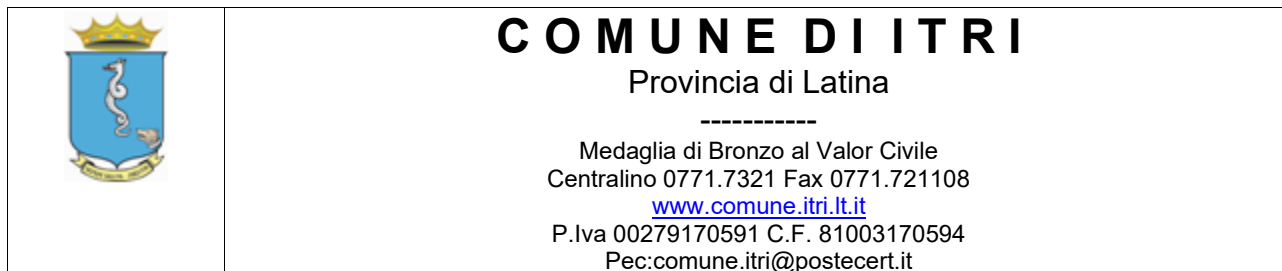 C O M U N E D I I T R I
Provincia di Latina
-----------
Medaglia di Bronzo al Valor Civile
Centralino 0771.7321 Fax 0771.721108
www.comune.itri.lt.it
P.Iva 00279170591 C.F. 81003170594
Pec:comune.itri@postecert.it